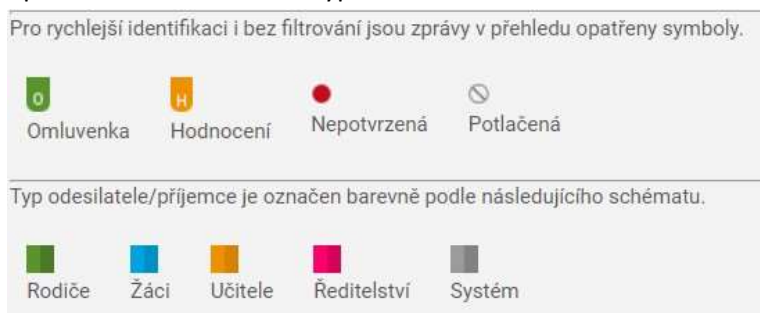 Pro rychlejší identifikaci i bez filtrování jsou zprávy v přehledu opatřeny symboly.
O H
Omluvenka Hodnocení Nepotvrzená Potlačená
Typ odesilatele/příjemce je označen barevně podle následujícího schématu.
Rodiče Žáci Učitele Ředitelství Systém